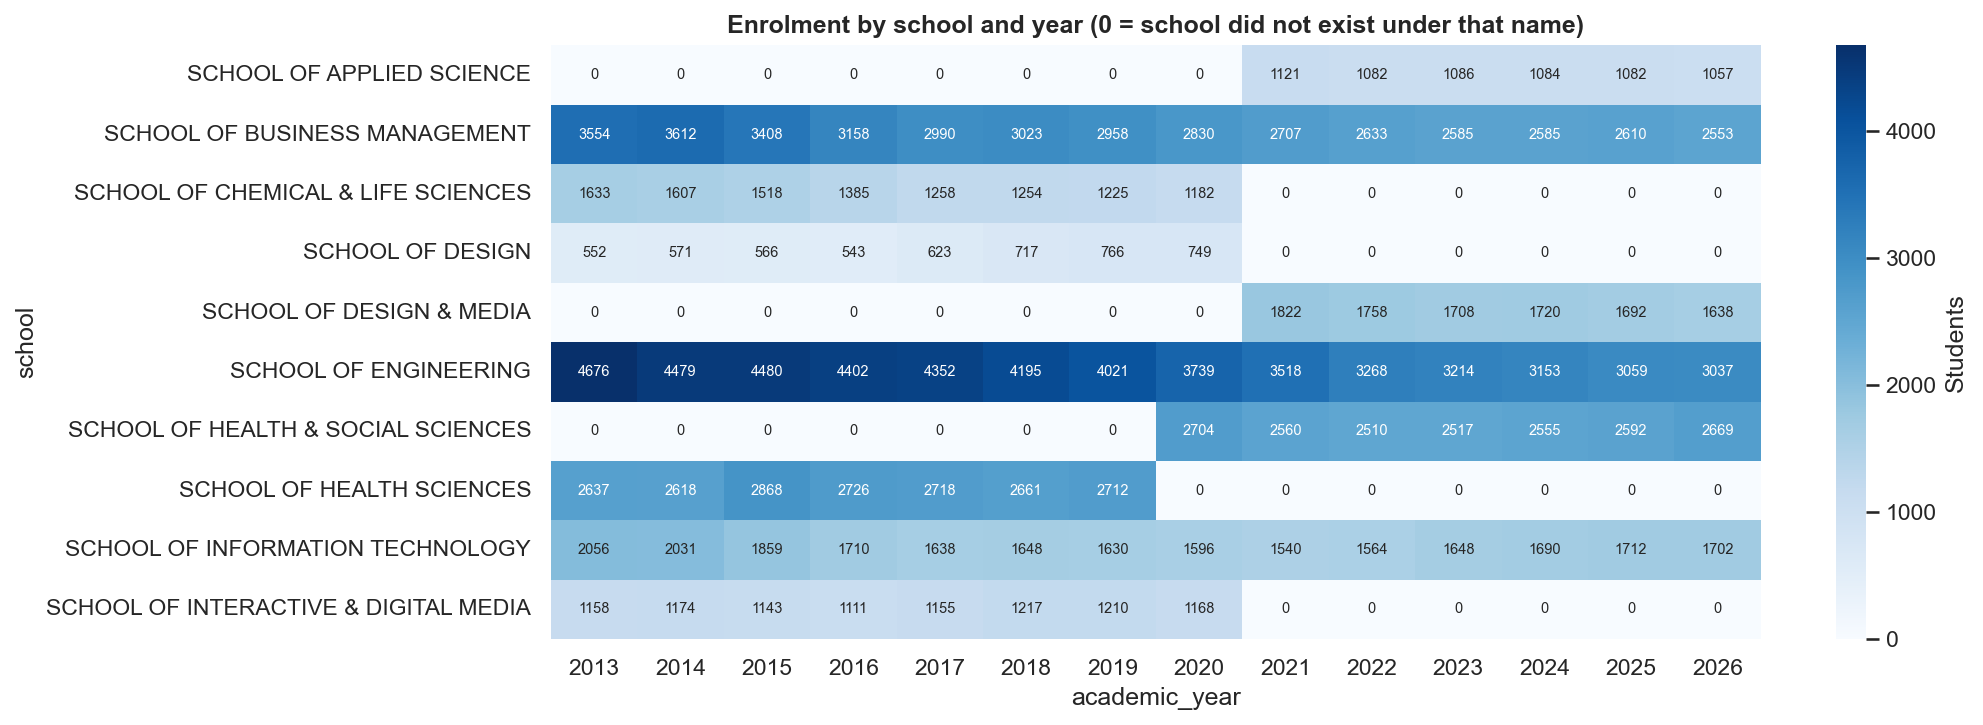 Enrolment by school and year (0 = school did not exist under that name)
SCHOOL OF APPLIED SCIENCE 0 0 0 0 0 0 0 0 1121 1082 1086 1084 1082 1057
SCHOOL OF BUSINESS MANAGEMENT 3554 3612 3408 3158 2990 3023 2958 2830 2707 2633 2585 2585 2610 2553
SCHOOL OF CHEMICAL & LIFE SCIENCES 1633 1607 1518 1385 1258 1254 1225 1182 0 0 0 0 0 0
SCHOOL OF DESIGN 552 571 566 543 623 717 766 749 0 0 0 0 0 0
SCHOOL OF DESIGN & MEDIA 0 0 0 0 0 0 0 0 1822 1758 1708 1720 1692 1638
SCHOOL OF ENGINEERING 4676 4479 4480 4402 4352 4195 4021 3739 3518 3268 3214 3153 3059 3037
SCHOOL OF HEALTH & SOCIAL SCIENCES 0 0 0 0 0 0 0 2704 2560 2510 2517 2555 2592 2669
SCHOOL OF HEALTH SCIENCES 2637 2618 2868 2726 2718 2661 2712 0 0 0 0 0 0 0
SCHOOL OF INFORMATION TECHNOLOGY 2056 2031 1859 1710 1638 1648 1630 1596 1540 1564 1648 1690 1712 1702
SCHOOL OF INTERACTIVE & DIGITAL MEDIA 1158 1174 1143 1111 1155 1217 1210 1168 0 0 0 0 0 0
2013 2014 2015 2016 2017 2018 2019 2020 2021 2022 2023 2024 2025 2026
academic_year
school
4000
3000
2000
1000
0
Students